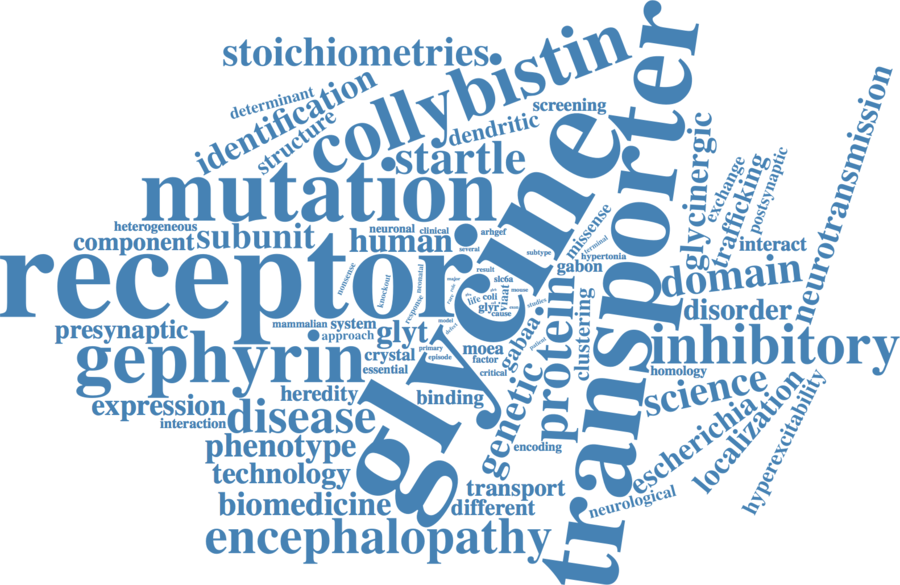 stoichiometries
collybistin
transporter
determinant
identification
structure
screening
dendritic
startle
glycine
mutation
neurotransmission
glycinergic
exchange
trafficking
postsynaptic
heterogeneous
component
subunit
neuronal
clinical
arhgef
human
several
missense
terminal
hypertonia
subtype
interact
receptor
nonsense
knockout
neonatal
response
major
result
slc6a
gabon
domain
life
coll
mouse
glyr
cause
viaat
studies
disorder
presynaptic
mammalian
system
approach
glyt
model
defect
gabaa
protein
clustering
inhibitory
gephyrin
crystal
essential
primary
episode
moea
factor
critical
patient
homology
heredity
binding
genetic
science
expression
interaction
disease
escherichia
localization
hyperexcitability
phenotype
encoding
technology
transport
neurological
biomedicine
different
encephalopathy